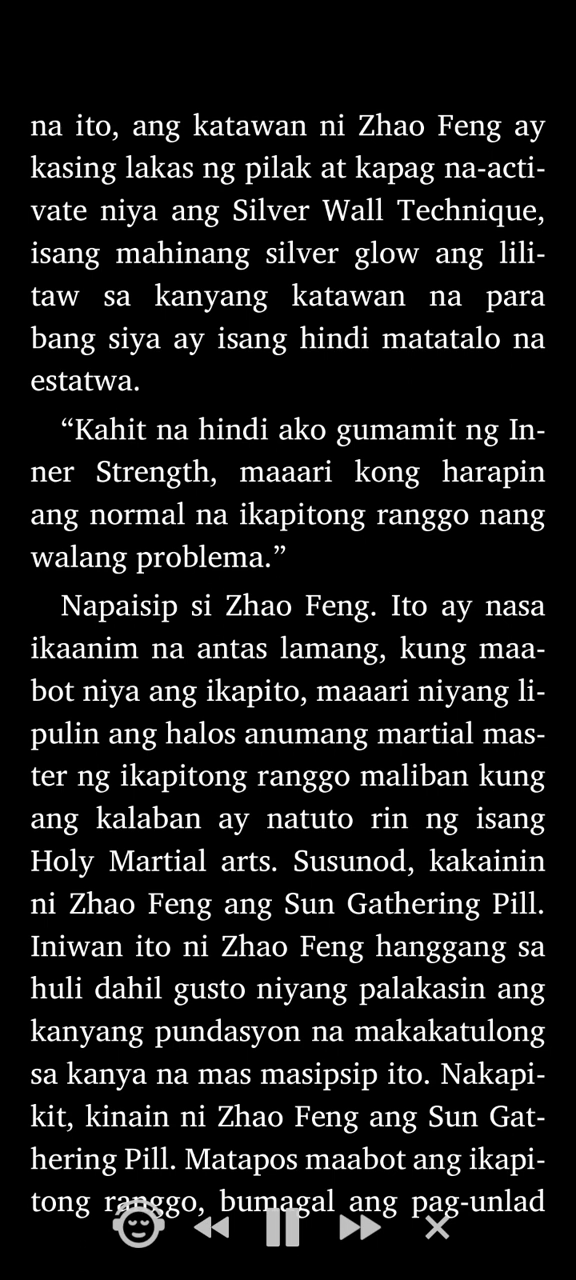 na ito, ang katawan ni Zhao Feng ay
kasing lakas ng pilak at kapag na-acti-
vate niya ang Silver Wall Technique,
isang mahinang silver glow ang lili-
taw sa kanyang katawan na para
bang siya ay isang hindi matatalo na
estatwa.
“Kahit na hindi ako gumamit ng In-
ner Strength, maaari kong harapin
ang normal na ikapitong ranggo nang
walang problema.”
Napaisip si Zhao Feng. Ito ay nasa
ikaanim na antas lamang, kung maa-
bot niya ang ikapito, maaari niyang li-
pulin ang halos anumang martial mas-
ter ng ikapitong ranggo maliban kung
ang kalaban ay natuto rin ng isang
Holy Martial arts. Susunod, kakainin
ni Zhao Feng ang Sun Gathering Pill.
Iniwan ito ni Zhao Feng hanggang sa
huli dahil gusto niyang palakasin ang
kanyang pundasyon na makakatulong
sa kanya na mas masipsip ito. Nakapi-
kit, kinain ni Zhao Feng ang Sun Gat-
hering Pill. Matapos maabot ang ikapi-
tong ranggo, bumagal ang pag-unlad